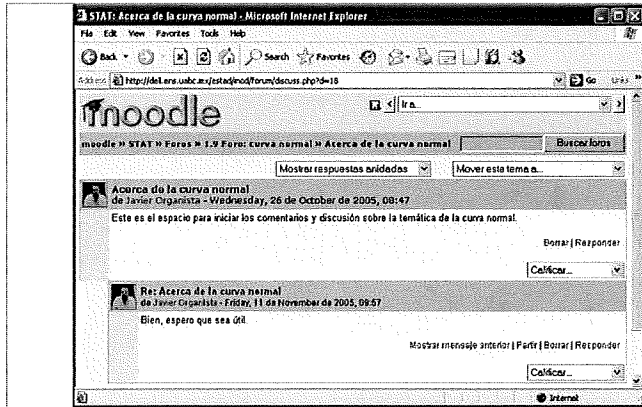 STAT: Acerca de la curva normal - Microsoft Internet Explorer
File Edit View Favorites Tools Help
Back Search Favorites
Address http://dell.ens.uabc.mx/estad/mod/forum/discuss.php?d=18 Go Links »
moodle Ir a...
moodle » STAT » Foros » 1.9 Foro: curva normal » Acerca de la curva normal Buscar foros
Mostrar respuestas anidadas Mover este tema a...
Acerca de la curva normal
de Javier Organista - Wednesday, 26 de October de 2005, 08:47
Este es el espacio para iniciar los comentarios y discusión sobre la temática de la curva normal.
Borrar | Responder
Calificar...
Re: Acerca de la curva normal
de Javier Organista - Friday, 11 de November de 2005, 09:57
Bien, espero que sea útil.
Mostrar mensaje anterior | Partir | Borrar | Responder
Calificar...
Internet